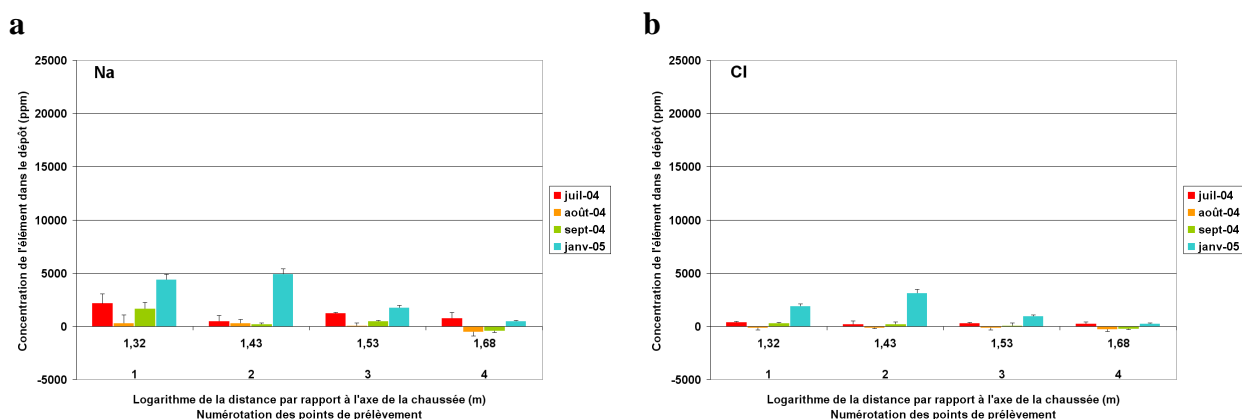 a
Na
Concentration de l'élément dans le dépôt (ppm)
25000
20000
15000
10000
5000
0
-5000
1,32 1,43 1,53 1,68
1 2 3 4
Logarithme de la distance par rapport à l'axe de la chaussée (m)
Numérotation des points de prélèvement
juil-04
août-04
sept-04
janv-05
b
Cl
Concentration de l'élément dans le dépôt (ppm)
25000
20000
15000
10000
5000
0
-5000
1,32 1,43 1,53 1,68
1 2 3 4
Logarithme de la distance par rapport à l'axe de la chaussée (m)
Numérotation des points de prélèvement
juil-04
août-04
sept-04
janv-05